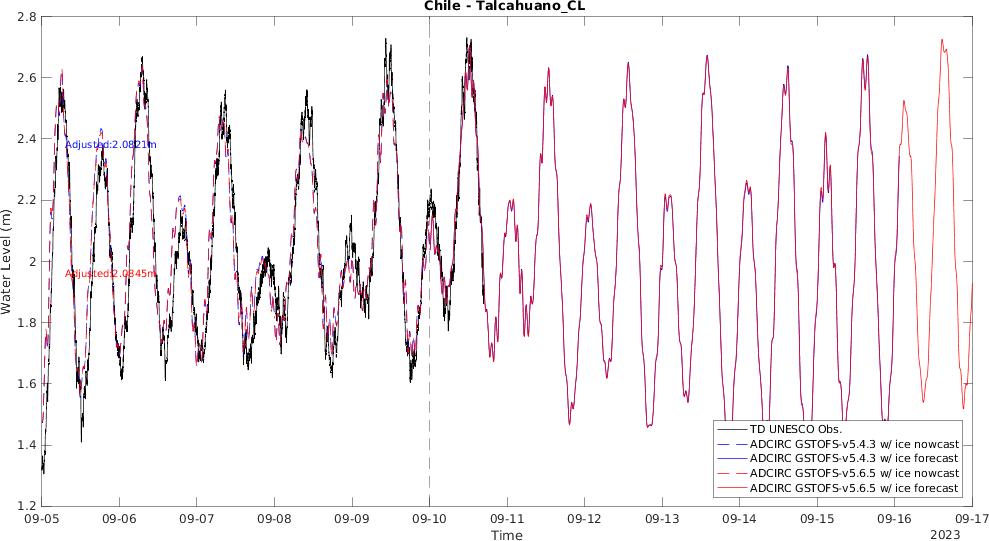 Chile - Talcahuano_CL
2.8
2.6
2.4
2.2
2
1.8
1.6
1.4
1.2
Water Level (m)
Adjusted:2.0821m
Adjusted:2.0845m
TD UNESCO Obs.
ADCIRC GSTOFS-v5.4.3 w/ ice nowcast
ADCIRC GSTOFS-v5.4.3 w/ ice forecast
ADCIRC GSTOFS-v5.6.5 w/ ice nowcast
ADCIRC GSTOFS-v5.6.5 w/ ice forecast
09-05 09-06 09-07 09-08 09-09 09-10 09-11 09-12 09-13 09-14 09-15 09-16 09-17
Time 2023